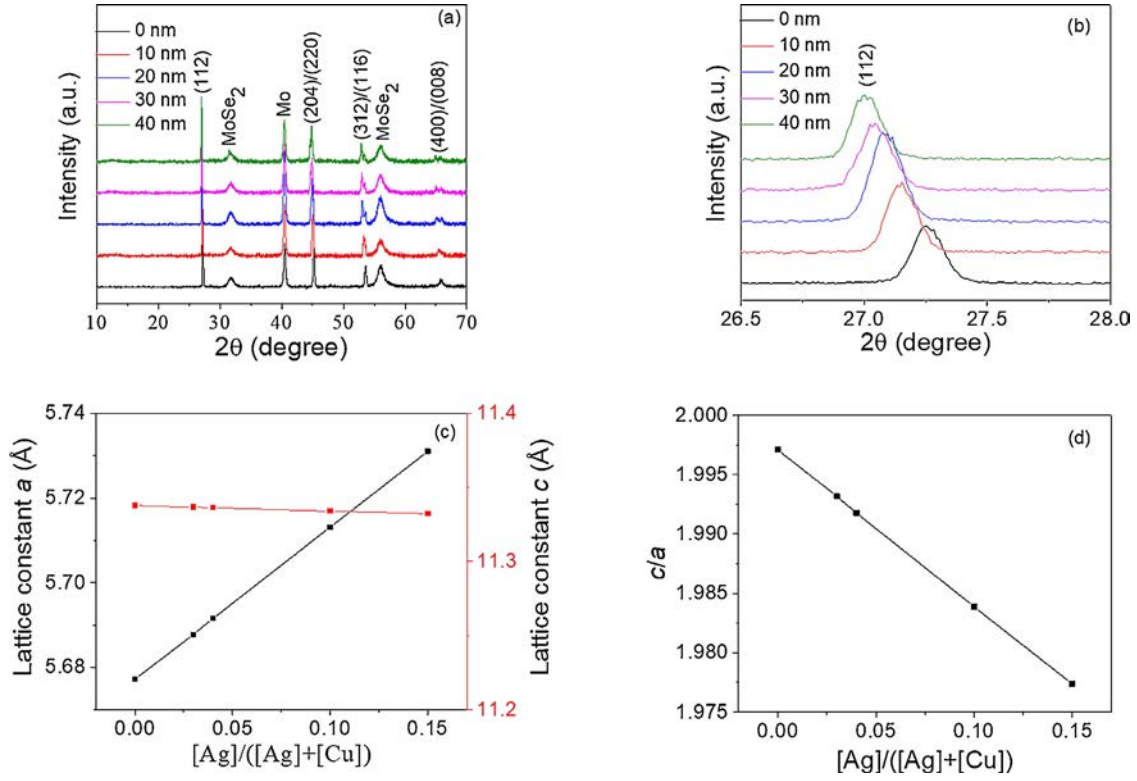 (a)
0 nm
10 nm
20 nm
30 nm
40 nm
(112)
MoSe2
Mo
(204)/(220)
(312)/(116)
MoSe2
(400)/(008)
Intensity (a.u.)
10 20 30 40 50 60 70
2θ (degree)
(b)
0 nm
10 nm
20 nm
30 nm
40 nm
(112)
Intensity (a.u.)
26.5 27.0 27.5 28.0
2θ (degree)
(c)
5.74
5.72
5.70
5.68
Lattice constant a (Å)
11.4
11.3
11.2
Lattice constant c (Å)
0.00 0.05 0.10 0.15
[Ag]/([Ag]+[Cu])
(d)
2.000
1.995
1.990
1.985
1.980
1.975
c/a
0.00 0.05 0.10 0.15
[Ag]/([Ag]+[Cu])